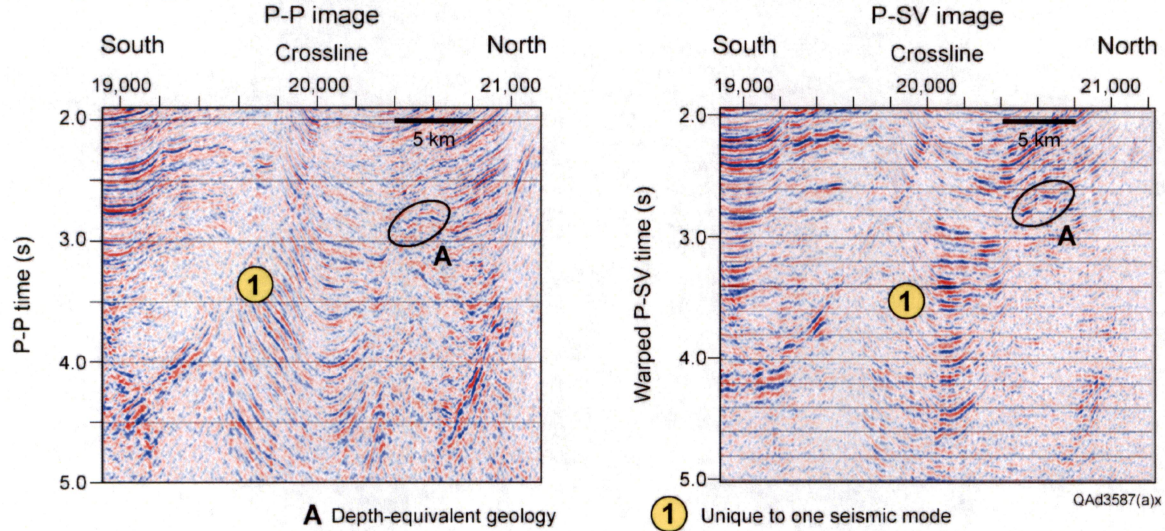 P-P image
South
Crossline
North
19,000 20,000 21,000
2.0
5 km
3.0
A
1
P-P time (s)
4.0
5.0
P-SV image
South
Crossline
North
19,000 20,000 21,000
2.0
5 km
3.0
A
1
Warped P-SV time (s)
4.0
5.0
QAd3587(a)x
A Depth-equivalent geology
1 Unique to one seismic mode